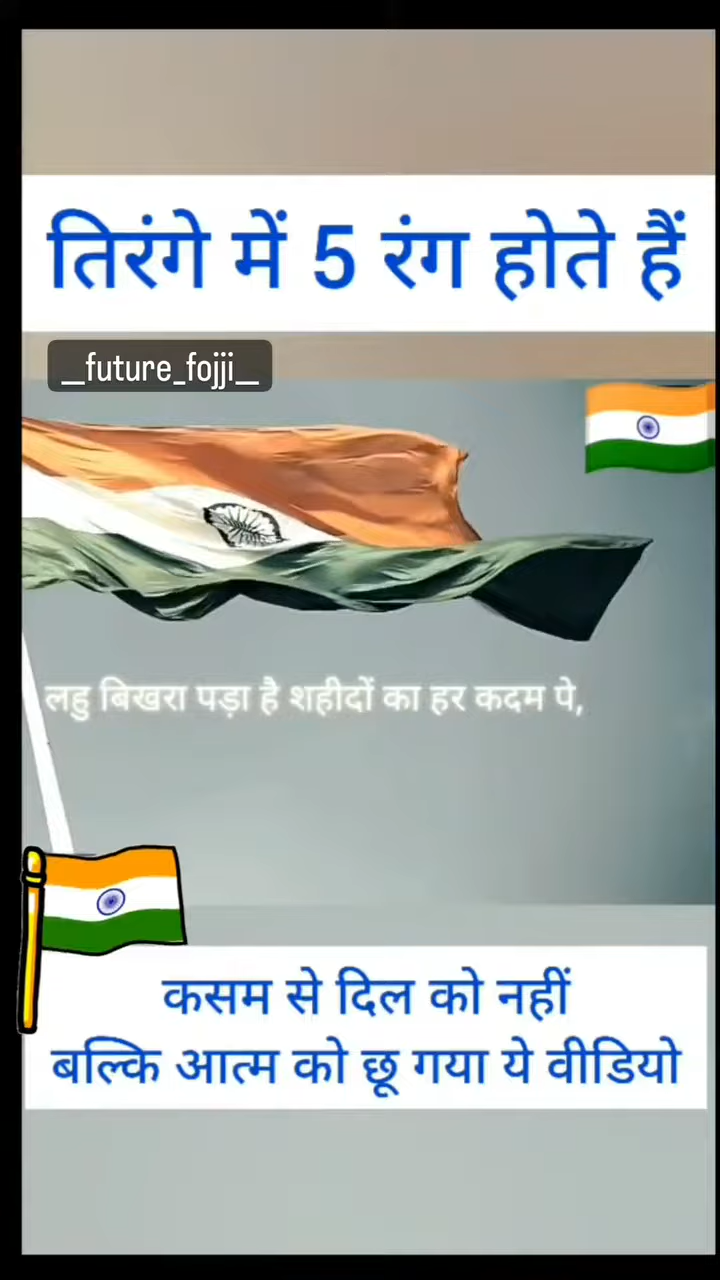 तिरंगे में 5 रंग होते हैं
__future_fojji__
लहु बिखरा पड़ा है शहीदों का हर कदम पे,
कसम से दिल को नहीं
बल्कि आत्म को छू गया ये वीडियो